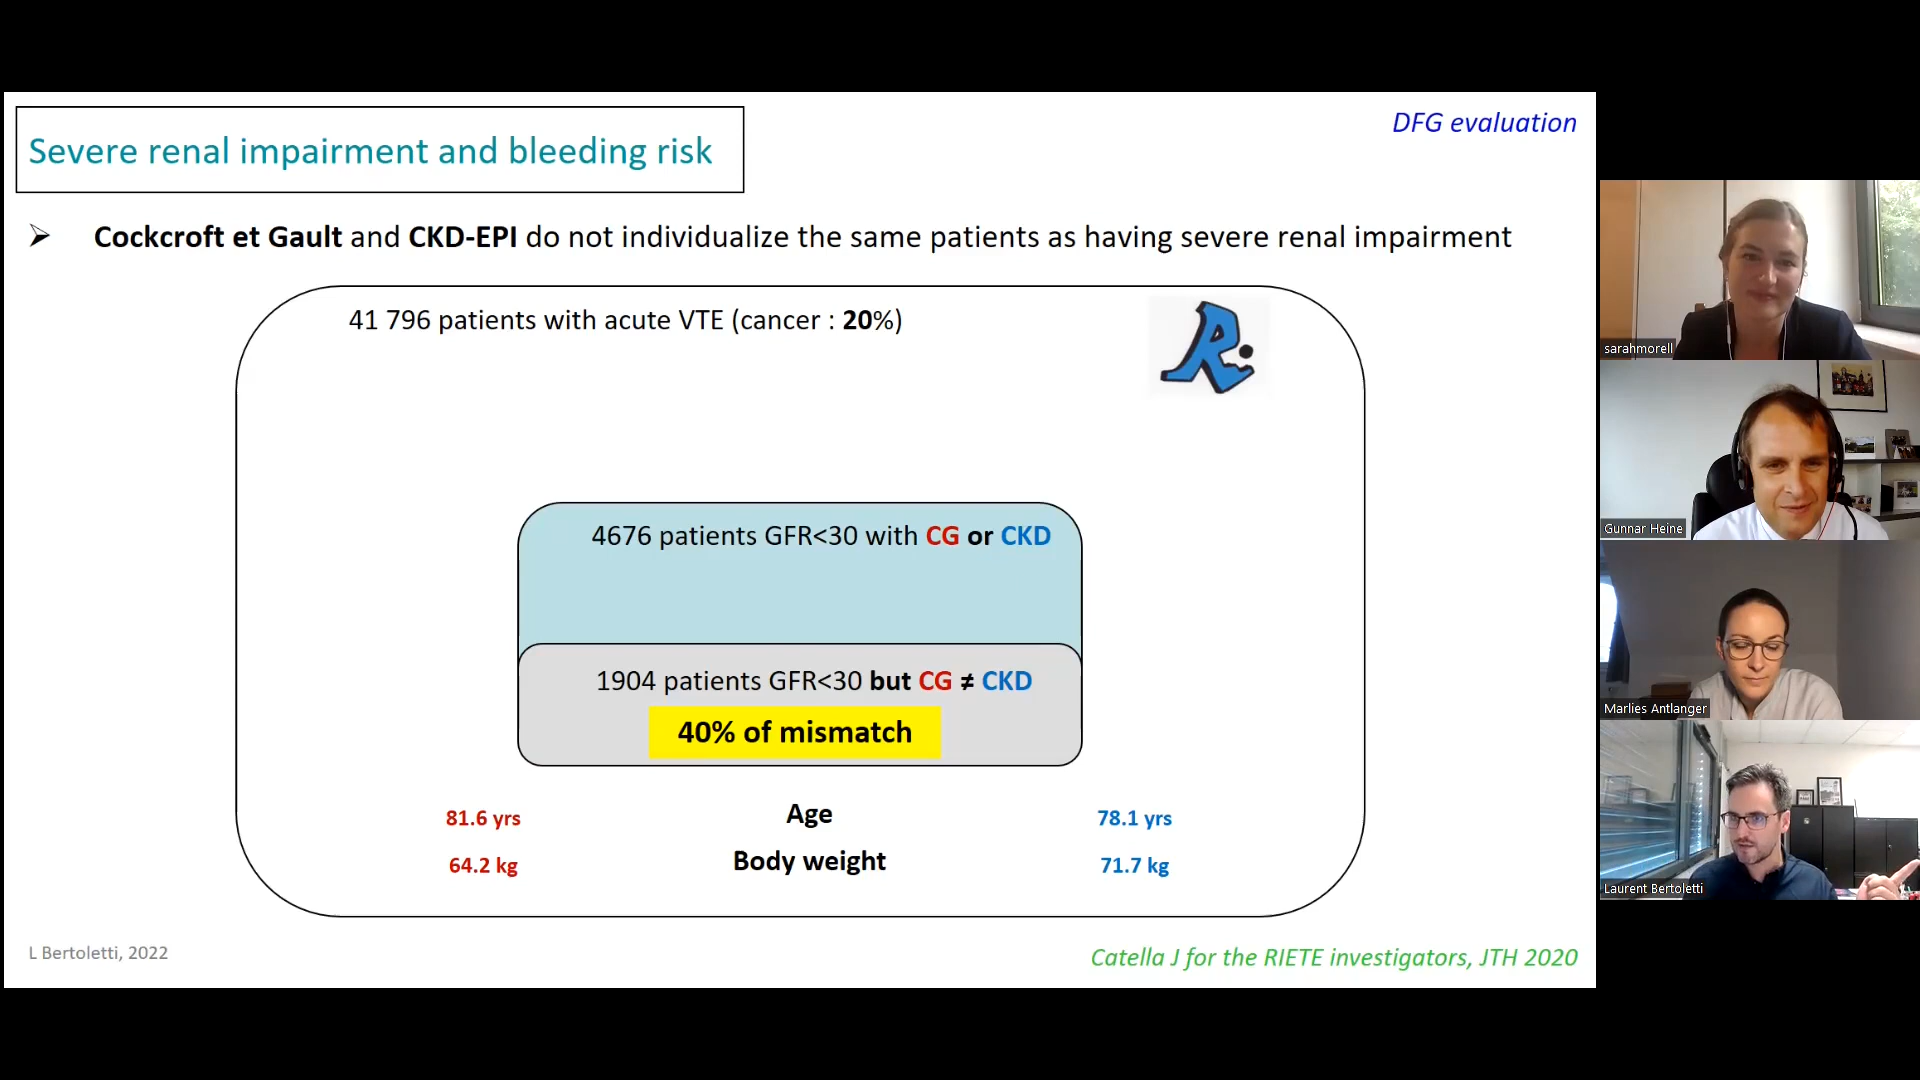 Severe renal impairment and bleeding risk
DFG evaluation
Cockcroft et Gault and CKD-EPI do not individualize the same patients as having severe renal impairment
41 796 patients with acute VTE (cancer : 20%)
R
4676 patients GFR<30 with CG or CKD
1904 patients GFR<30 but CG ≠ CKD
40% of mismatch
81.6 yrs Age 78.1 yrs
64.2 kg Body weight 71.7 kg
L Bertoletti, 2022
Catella J for the RIETE investigators, JTH 2020
sarahmorell
Gunnar Heine
Marlies Antlanger
Laurent Bertoletti